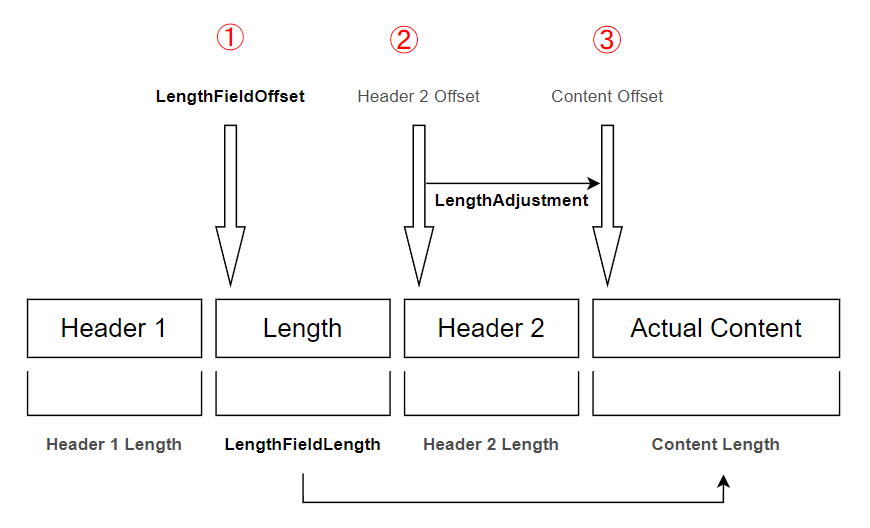 ① ② ③
LengthFieldOffset Header 2 Offset Content Offset
LengthAdjustment
Header 1 Length Header 2 Actual Content
Header 1 Length LengthFieldLength Header 2 Length Content Length